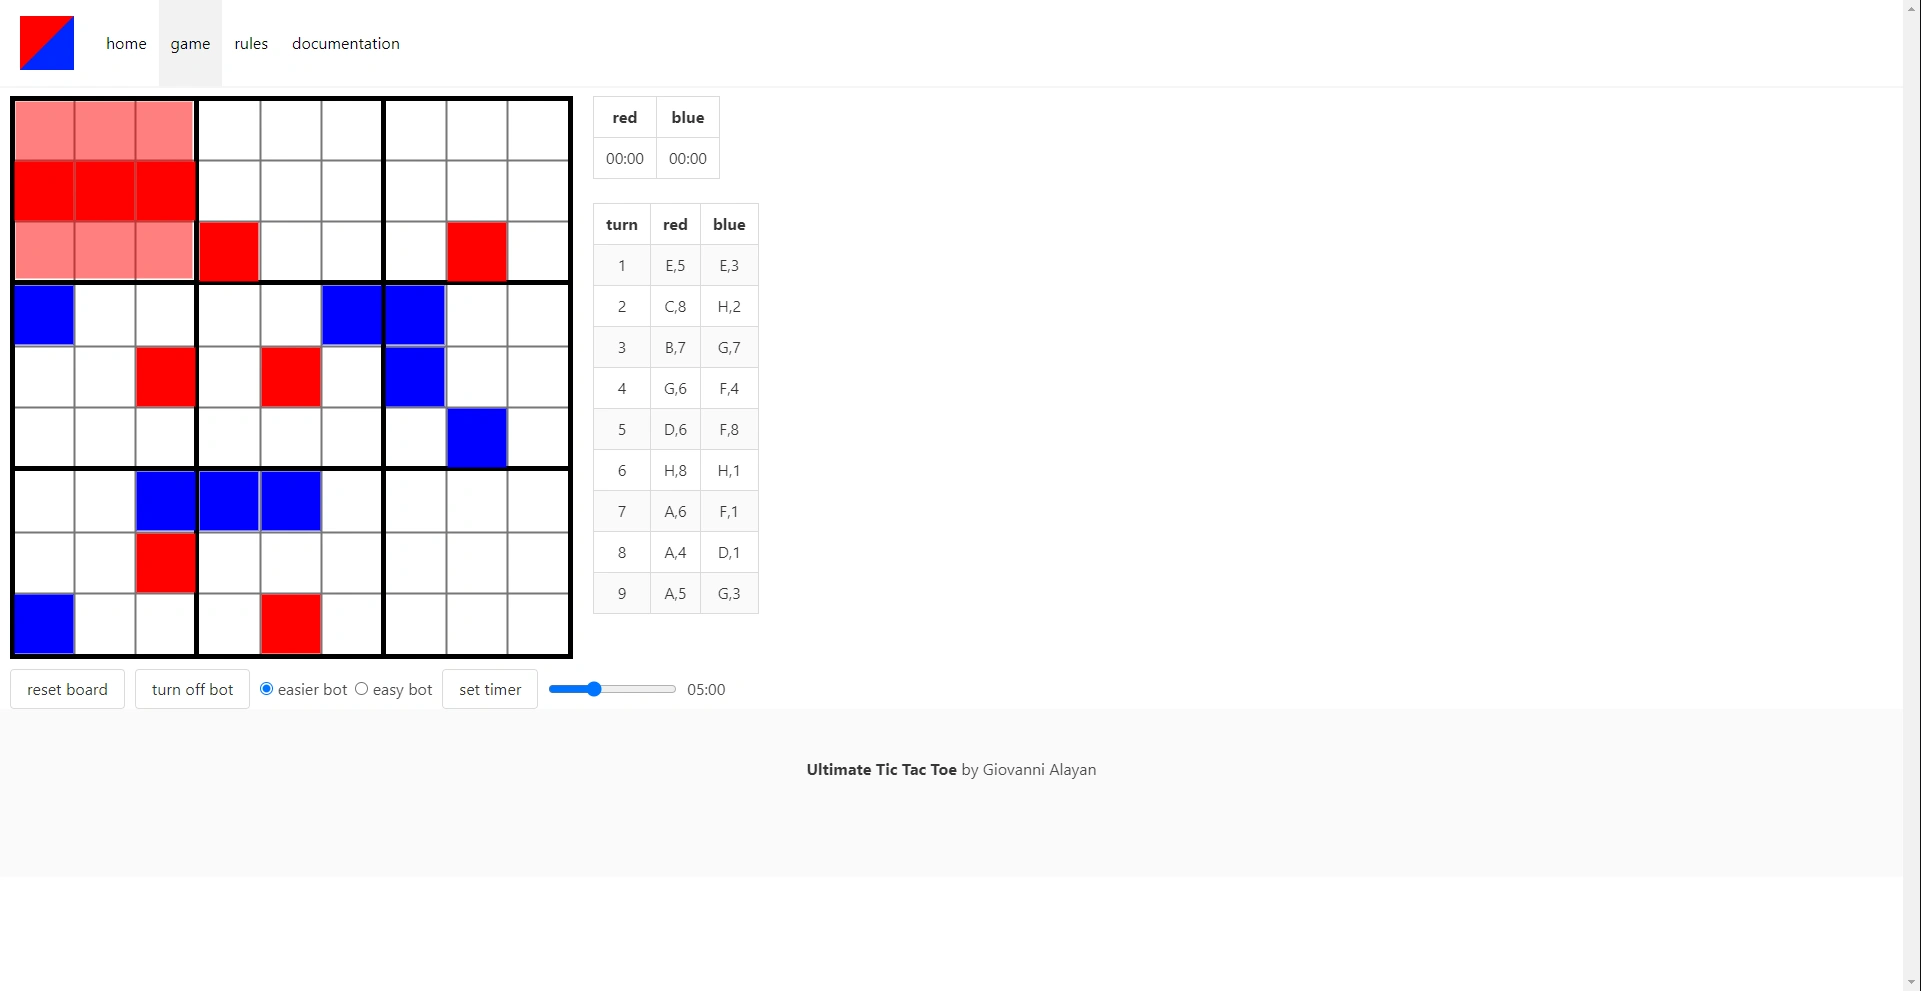 home game rules documentation
red blue
00:00 00:00
turn red blue
1 E,5 E,3
2 C,8 H,2
3 B,7 G,7
4 G,6 F,4
5 D,6 F,8
6 H,8 H,1
7 A,6 F,1
8 A,4 D,1
9 A,5 G,3
reset board turn off bot easier bot easy bot set timer 05:00
Ultimate Tic Tac Toe by Giovanni Alayan